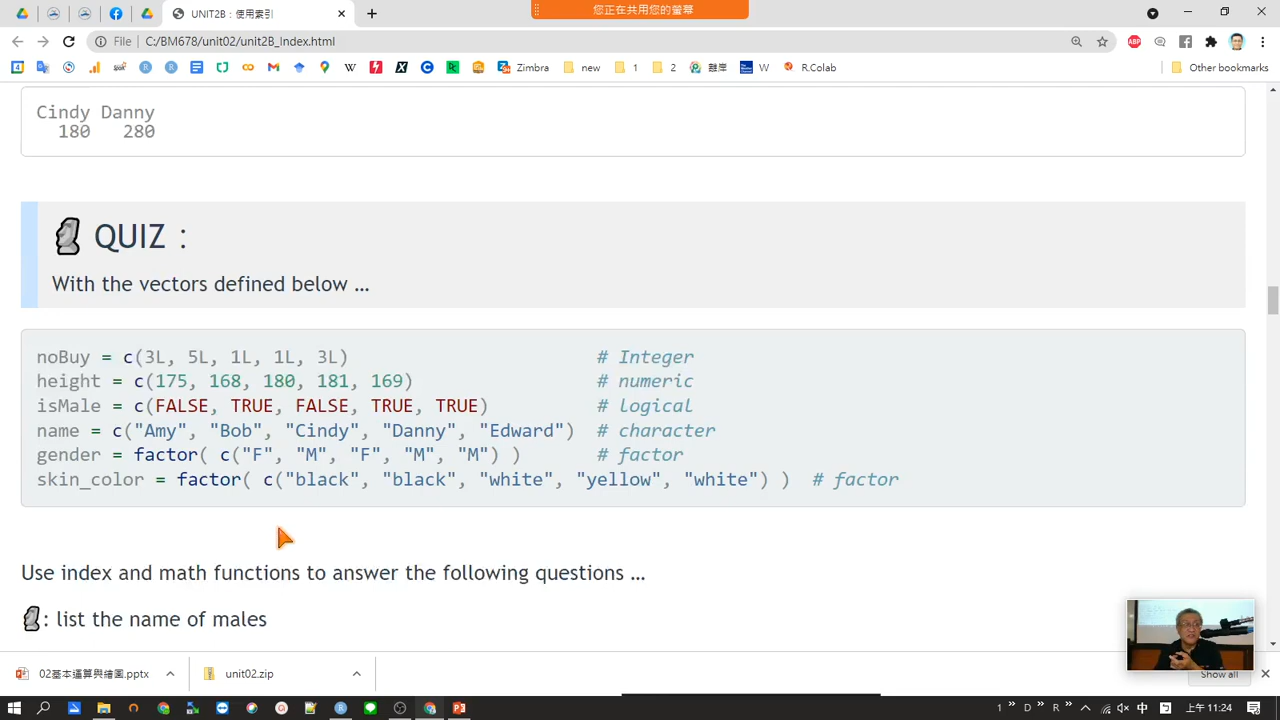 UNIT2B：使用索引
您正在共用您的螢幕
File C:/BM678/unit02/unit2B_Index.html
Zimbra new 1 2 離岸 W R.Colab Other bookmarks
Cindy Danny
180 280
QUIZ :
With the vectors defined below ...
noBuy = c(3L, 5L, 1L, 1L, 3L) # Integer
height = c(175, 168, 180, 181, 169) # numeric
isMale = c(FALSE, TRUE, FALSE, TRUE, TRUE) # logical
name = c("Amy", "Bob", "Cindy", "Danny", "Edward") # character
gender = factor( c("F", "M", "F", "M", "M") ) # factor
skin_color = factor( c("black", "black", "white", "yellow", "white") ) # factor
Use index and math functions to answer the following questions ...
: list the name of males
02基本運算與繪圖.pptx unit02.zip Show all
1 D R 中 上午 11:24